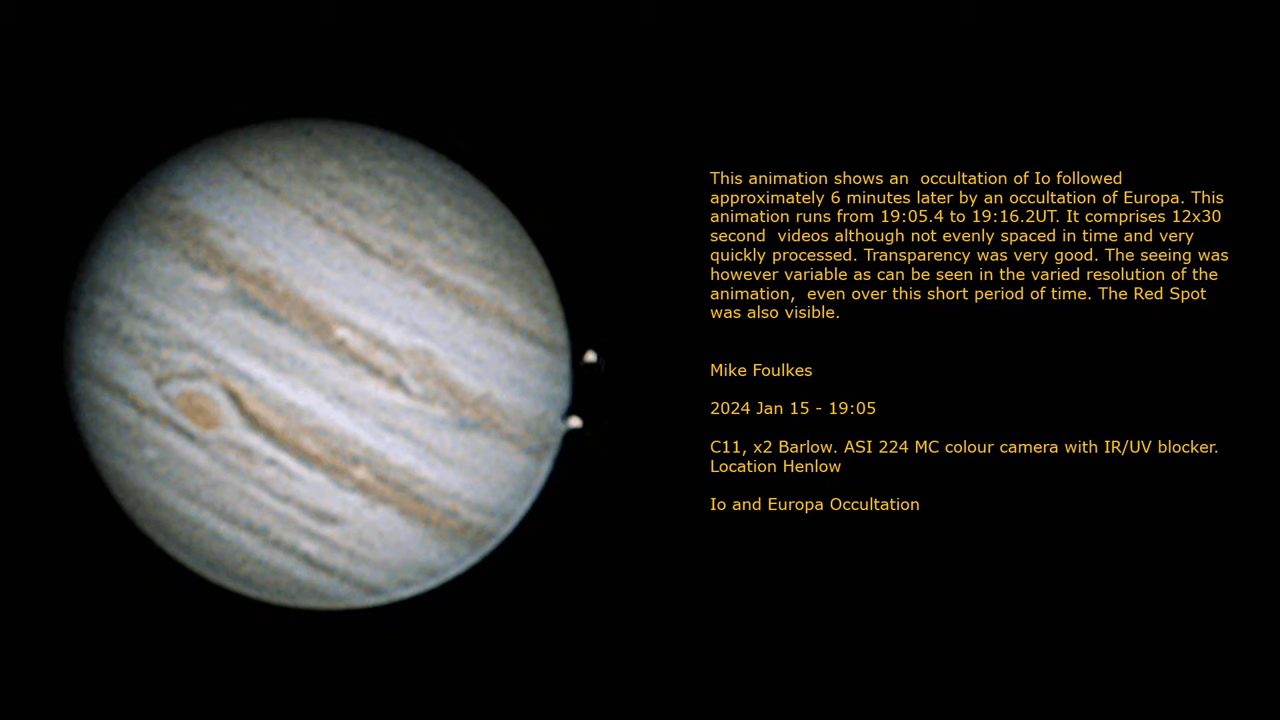 This animation shows an  occultation of Io followed
approximately 6 minutes later by an occultation of Europa. This
animation runs from 19:05.4 to 19:16.2UT. It comprises 12x30
second  videos although not evenly spaced in time and very
quickly processed. Transparency was very good. The seeing was
however variable as can be seen in the varied resolution of the
animation,  even over this short period of time. The Red Spot
was also visible.
Mike Foulkes
2024 Jan 15 - 19:05
C11, x2 Barlow. ASI 224 MC colour camera with IR/UV blocker.
Location Henlow
Io and Europa Occultation